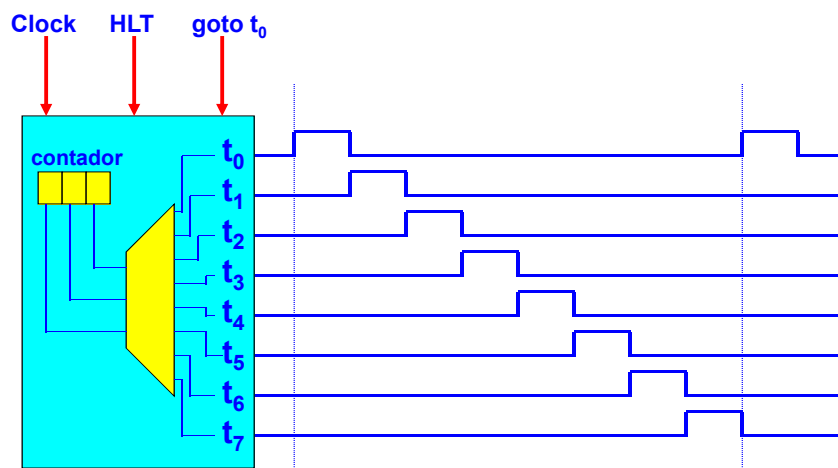 Clock HLT goto t₀
contador
t₀
t₁
t₂
t₃
t₄
t₅
t₆
t₇